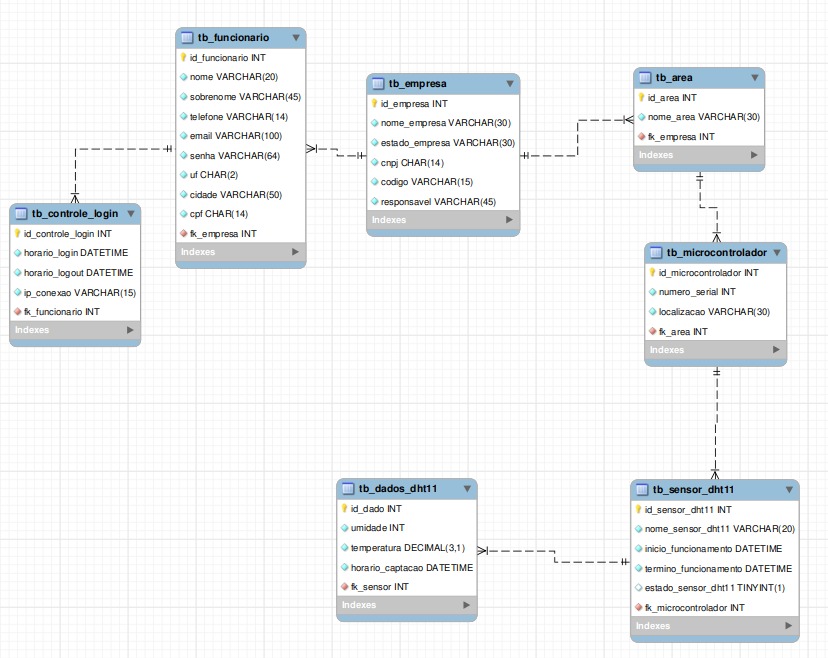 tb_funcionario
id_funcionario INT
nome VARCHAR(20)
sobrenome VARCHAR(45)
telefone VARCHAR(14)
email VARCHAR(100)
senha VARCHAR(64)
uf CHAR(2)
cidade VARCHAR(50)
cpf CHAR(14)
fk_empresa INT
Indexes
tb_empresa
id_empresa INT
nome_empresa VARCHAR(30)
estado_empresa VARCHAR(30)
cnpj CHAR(14)
codigo VARCHAR(15)
responsavel VARCHAR(45)
Indexes
tb_area
id_area INT
nome_area VARCHAR(30)
fk_empresa INT
Indexes
tb_controle_login
id_controle_login INT
horario_login DATETIME
horario_logout DATETIME
ip_conexao VARCHAR(15)
fk_funcionario INT
Indexes
tb_microcontrolador
id_microcontrolador INT
numero_serial INT
localizacao VARCHAR(30)
fk_area INT
Indexes
tb_dados_dht11
id_dado INT
umidade INT
temperatura DECIMAL(3,1)
horario_captacao DATETIME
fk_sensor INT
Indexes
tb_sensor_dht11
id_sensor_dht11 INT
nome_sensor_dht11 VARCHAR(20)
inicio_funcionamento DATETIME
termino_funcionamento DATETIME
estado_sensor_dht11 TINYINT(1)
fk_microcontrolador INT
Indexes